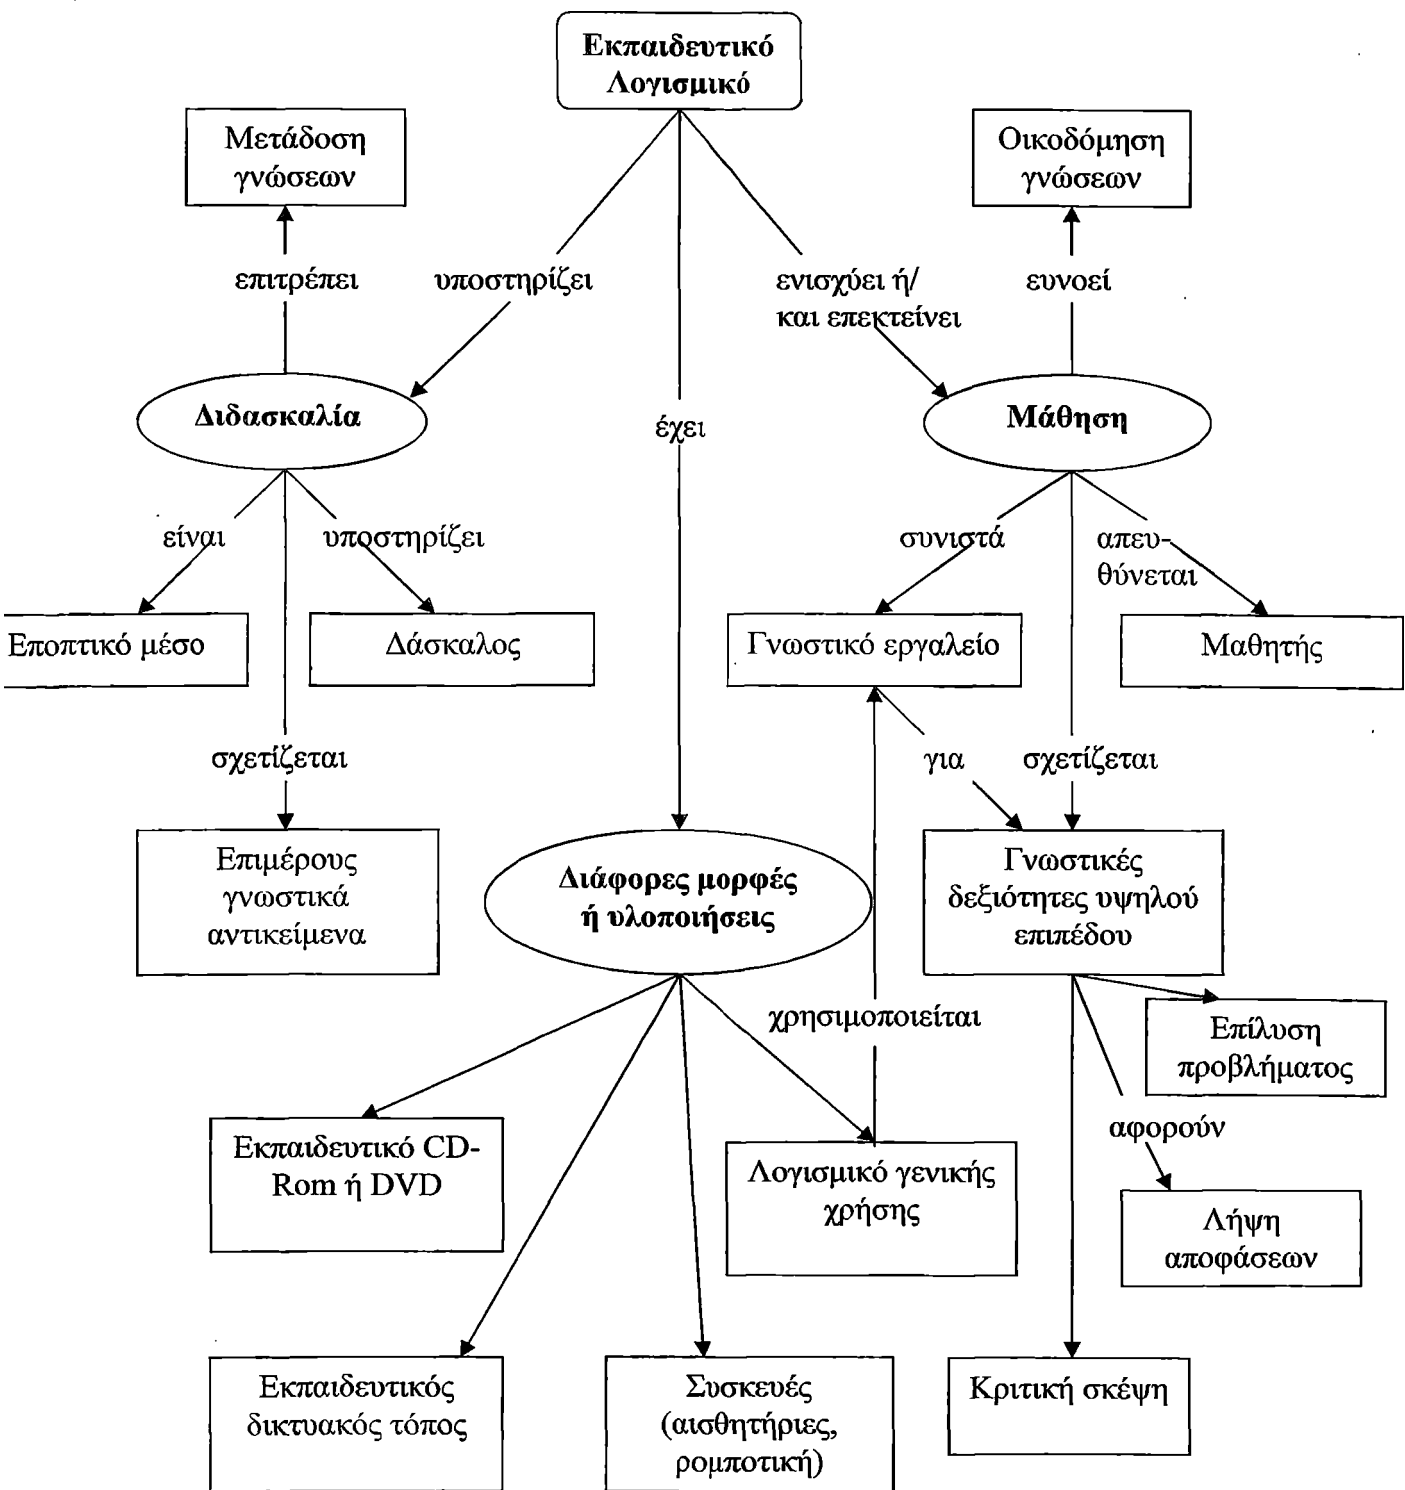 Εκπαιδευτικό
Λογισμικό
Μετάδοση
γνώσεων
Οικοδόμηση
γνώσεων
επιτρέπει
υποστηρίζει
ενισχύει ή/
και επεκτείνει
ευνοεί
Διδασκαλία
έχει
Μάθηση
είναι
υποστηρίζει
συνιστά
απευ-
θύνεται
Εποπτικό μέσο
Δάσκαλος
Γνωστικό εργαλείο
Μαθητής
σχετίζεται
για
σχετίζεται
Επιμέρους
γνωστικά
αντικείμενα
Διάφορες μορφές
ή υλοποιήσεις
Γνωστικές
δεξιότητες υψηλού
επιπέδου
χρησιμοποιείται
Επίλυση
προβλήματος
αφορούν
Εκπαιδευτικό CD-
Rom ή DVD
Λογισμικό γενικής
χρήσης
Λήψη
αποφάσεων
Εκπαιδευτικός
δικτυακός τόπος
Συσκευές
(αισθητήριες,
ρομποτική)
Κριτική σκέψη